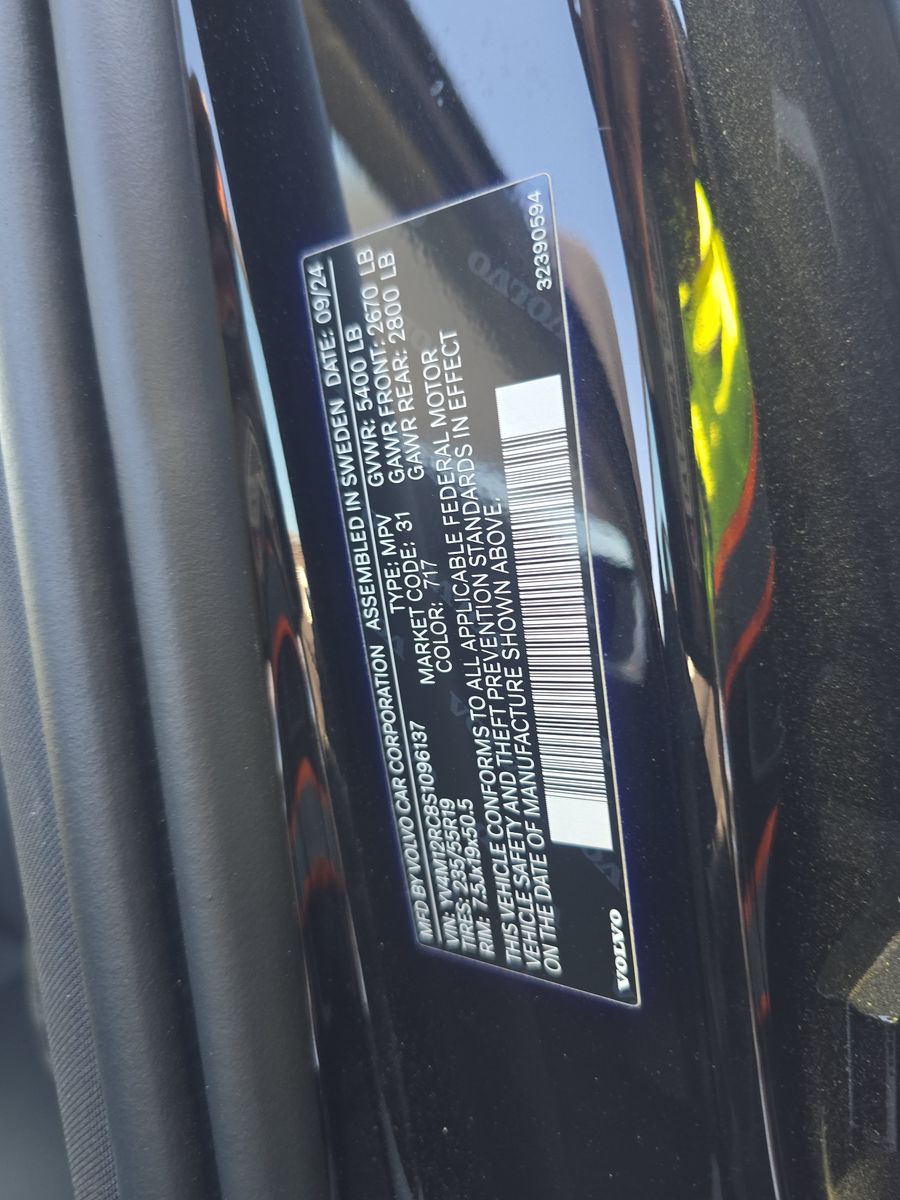 MFD BY VOLVO CAR CORPORATION ASSEMBLED IN SWEDEN DATE: 09/24
VIN: YV4M12RC8S1096137 TYPE: MPV GVWR: 5400 LB
TIRES: 235/55R19 MARKET CODE: 31 GAWR FRONT: 2670 LB
RIM: 7.5Jx19x50.5 COLOR: 717 GAWR REAR: 2800 LB
THIS VEHICLE CONFORMS TO ALL APPLICABLE FEDERAL MOTOR
VEHICLE SAFETY AND THEFT PREVENTION STANDARDS IN EFFECT
ON THE DATE OF MANUFACTURE SHOWN ABOVE.
VOLVO 32390594